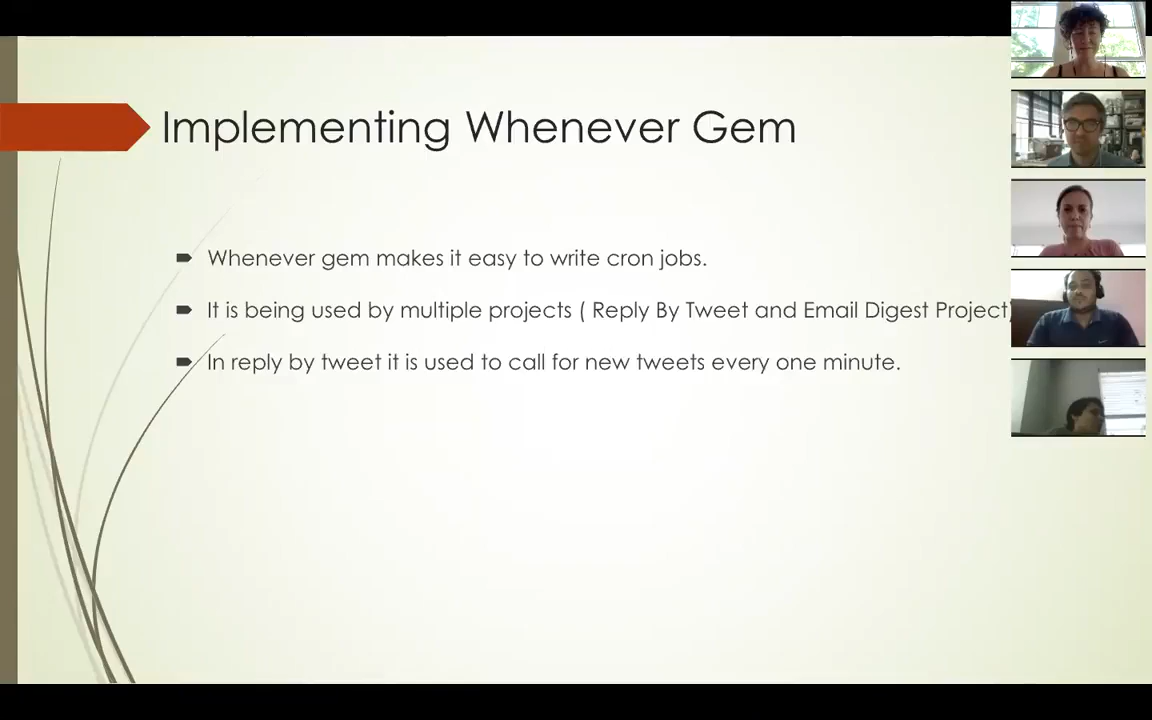 Implementing Whenever Gem
Whenever gem makes it easy to write cron jobs.
It is being used by multiple projects ( Reply By Tweet and Email Digest Project)
In reply by tweet it is used to call for new tweets every one minute.